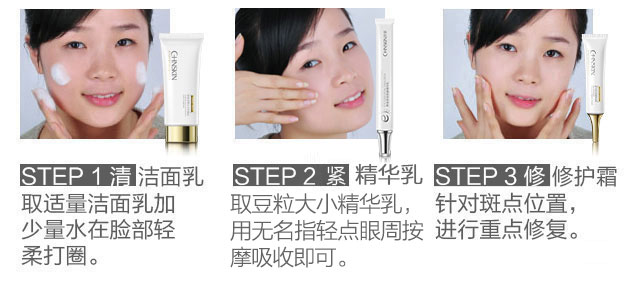 CHNSKIN
CHNSKIN
CHNSKIN
STEP 1 清 洁面乳
取适量洁面乳加
少量水在脸部轻
柔打圈。
STEP 2 紧 精华乳
取豆粒大小精华乳，
用无名指轻点眼周按
摩吸收即可。
STEP 3 修 修护霜
针对斑点位置，
进行重点修复。